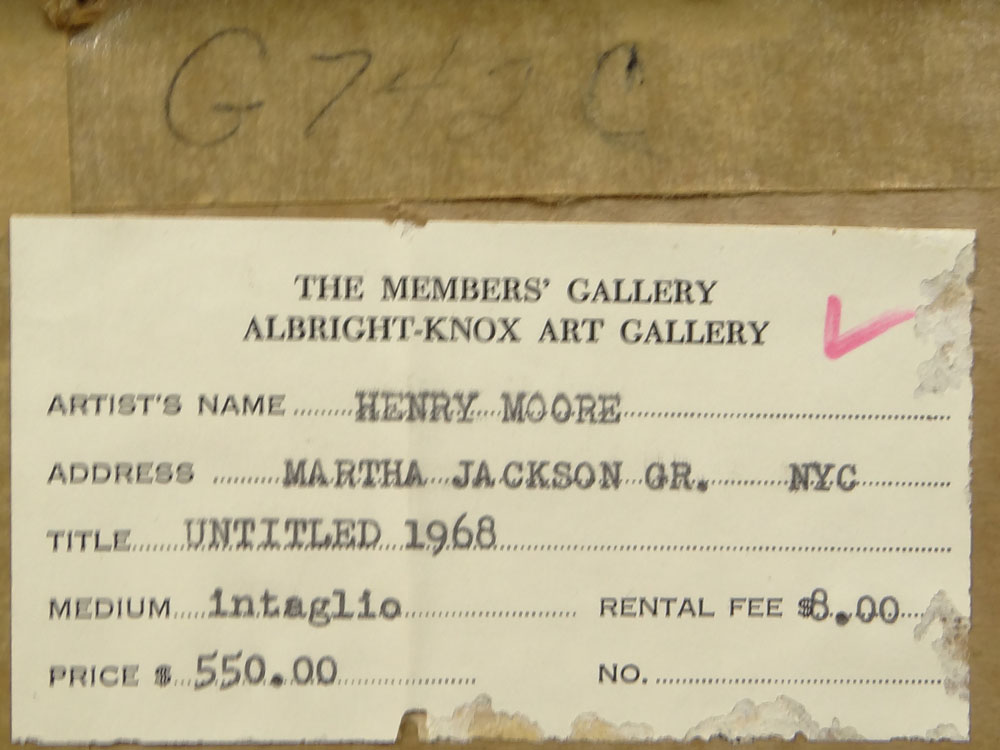 G742C
THE MEMBERS' GALLERY
ALBRIGHT-KNOX ART GALLERY
ARTIST'S NAME HENRY MOORE
ADDRESS MARTHA JACKSON GR. NYC
TITLE UNTITLED 1968
MEDIUM intaglio RENTAL FEE $8.00
PRICE $ 550.00 NO.